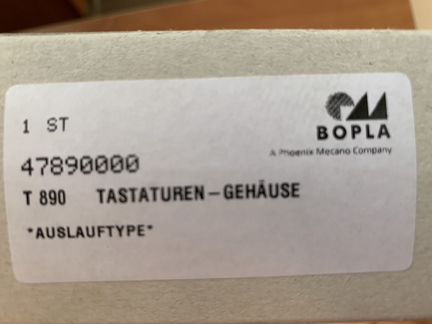 1 ST
BOPLA
A Phoenix Mecano Company
47890000
T 890 TASTATUREN-GEHÄUSE
*AUSLAUFTYPE*